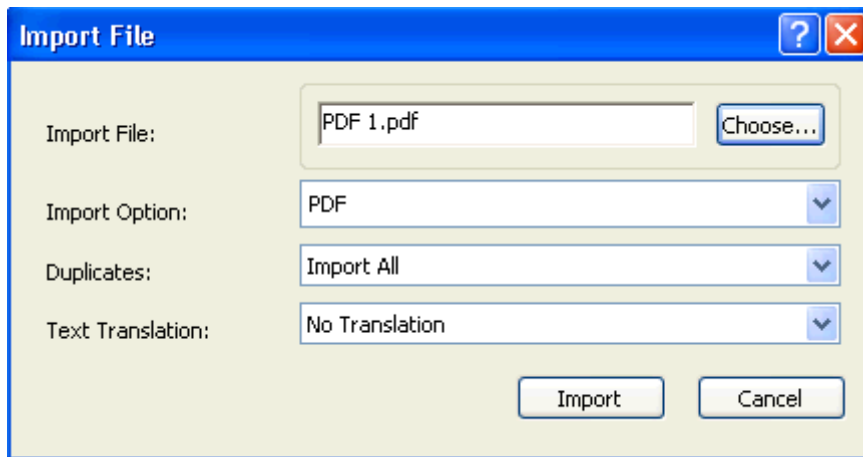 Import File
Import File:
PDF 1.pdf
Choose...
Import Option:
PDF
Duplicates:
Import All
Text Translation:
No Translation
Import
Cancel